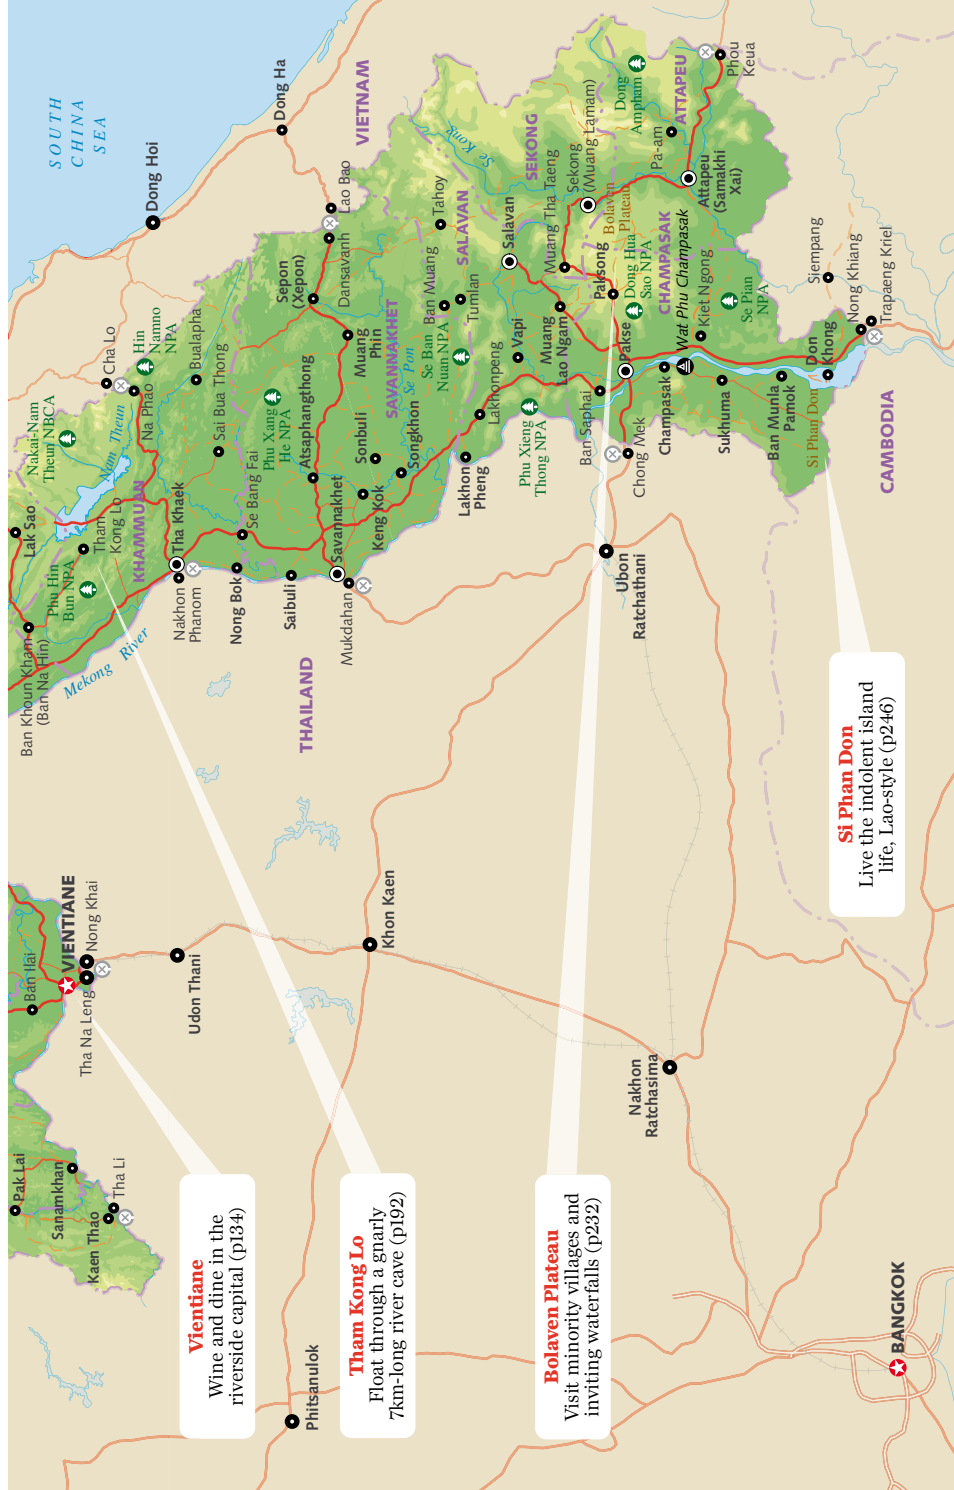 SOUTH
CHINA
SEA
Dong Hoi
Dong Ha
VIETNAM
Lao Bao
Cha Lo
Hin
Namno
NPA
Nakai-Nam
Theun NBCA
Nam Theun
Na Phao
Bualapha
Sai Bua Thong
Phu Xang
He NPA
Sepon
(Xepon)
Dansavanh
Muang
Phin
Atsaphangthong
SAVANNAKHET
Se Pon
Sonbuli
Songkhon
Keng Kok
Ban Muang
Tahoy
SALAVAN
Tumlan
Se Ban
Nuan NPA
Lakhonpeng
Lakhon
Pheng
Se Kong
SEKONG
Salavan
Vapi
Muang
Lao Ngam
Muang Tha Taeng
Sekong
(Muang Lamam)
Bolaven
Plateau
Paksong
Dong Hua
Sao NPA
CHAMPASAK
Pakse
Wat Phu Champasak
Kiet Ngong
Se Pian
NPA
Dong
Ampham
Pa-am
ATTAPEU
Attapeu
(Samakhi
Xai)
Phou
Keua
Phu Xieng
Thong NPA
Ban Saphai
Chong Mek
Champasak
Sukhuma
Ban Munla
Pamok
Si Phan Don
Don
Khong
Siempang
Nong Khiang
Trapaeng Kriel
CAMBODIA
Lak Sao
Tham
Kong Lo
KHAMMUAN
Phu Hin
Bun NPA
Ban Khoun Kham
(Ban Na Hin)
Mekong River
Tha Khaek
Nakhon
Phanom
Se Bang Fai
Nong Bok
Saibuli
Savannakhet
Mukdahan
THAILAND
Ubon
Ratchathani
VIENTIANE
Nong Khai
Ban Ilai
Tha Na Leng
Udon Thani
Khon Kaen
Nakhon
Ratchasima
Pak Lai
Sanamkhan
Kaen Thao
Tha Li
Phitsanulok
BANGKOK
Vientiane
Wine and dine in the
riverside capital (p134)
Tham Kong Lo
Float through a gnarly
7km-long river cave (p192)
Bolaven Plateau
Visit minority villages and
inviting waterfalls (p232)
Si Phan Don
Live the indolent island
life, Lao-style (p246)